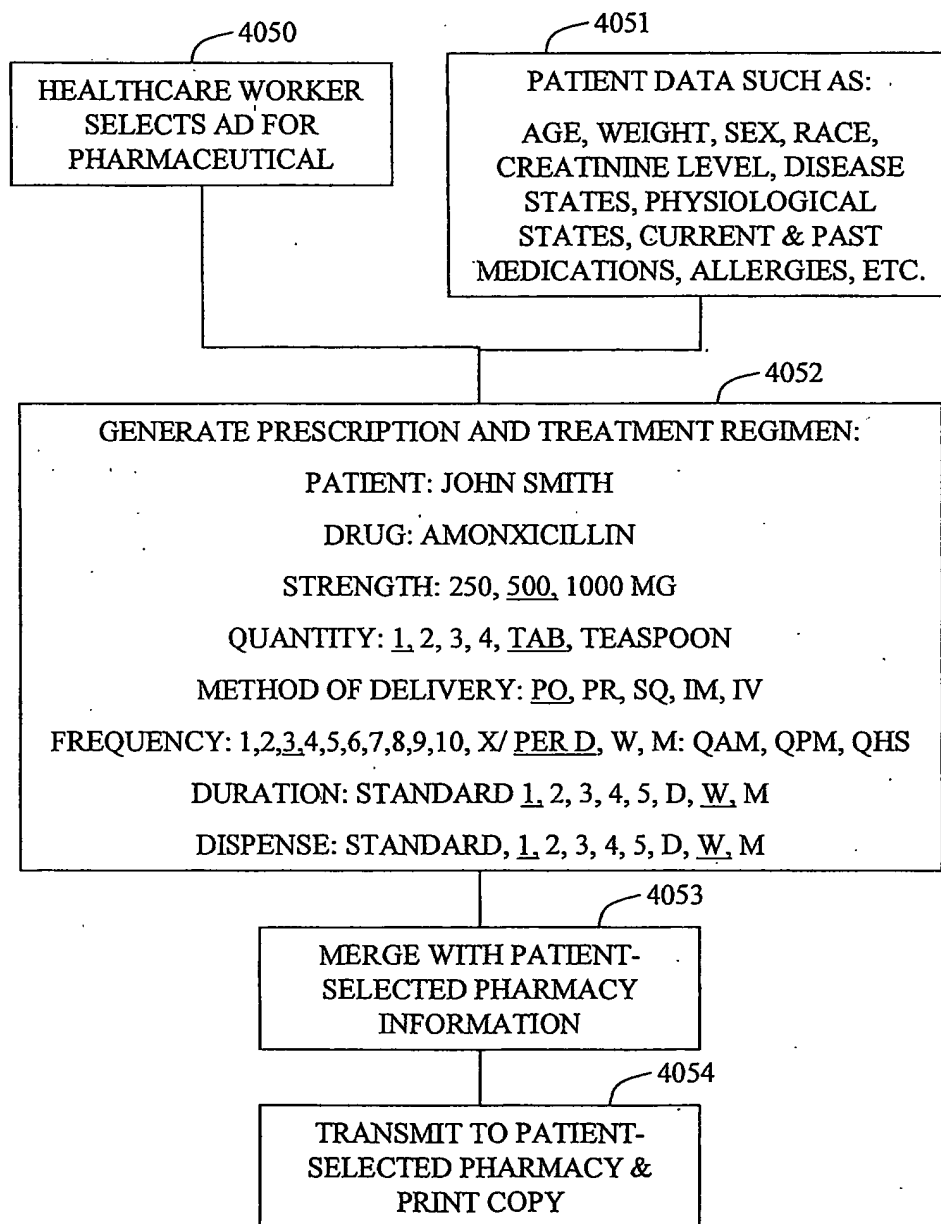 4050
HEALTHCARE WORKER
SELECTS AD FOR
PHARMACEUTICAL
4051
PATIENT DATA SUCH AS:
AGE, WEIGHT, SEX, RACE,
CREATININE LEVEL, DISEASE
STATES, PHYSIOLOGICAL
STATES, CURRENT & PAST
MEDICATIONS, ALLERGIES, ETC.
4052
GENERATE PRESCRIPTION AND TREATMENT REGIMEN:
PATIENT: JOHN SMITH
DRUG: AMONXICILLIN
STRENGTH: 250, 500, 1000 MG
QUANTITY: 1, 2, 3, 4, TAB, TEASPOON
METHOD OF DELIVERY: PO, PR, SQ, IM, IV
FREQUENCY: 1,2,3,4,5,6,7,8,9,10, X/ PER D, W, M: QAM, QPM, QHS
DURATION: STANDARD 1, 2, 3, 4, 5, D, W, M
DISPENSE: STANDARD, 1, 2, 3, 4, 5, D, W, M
4053
MERGE WITH PATIENT-
SELECTED PHARMACY
INFORMATION
4054
TRANSMIT TO PATIENT-
SELECTED PHARMACY &
PRINT COPY